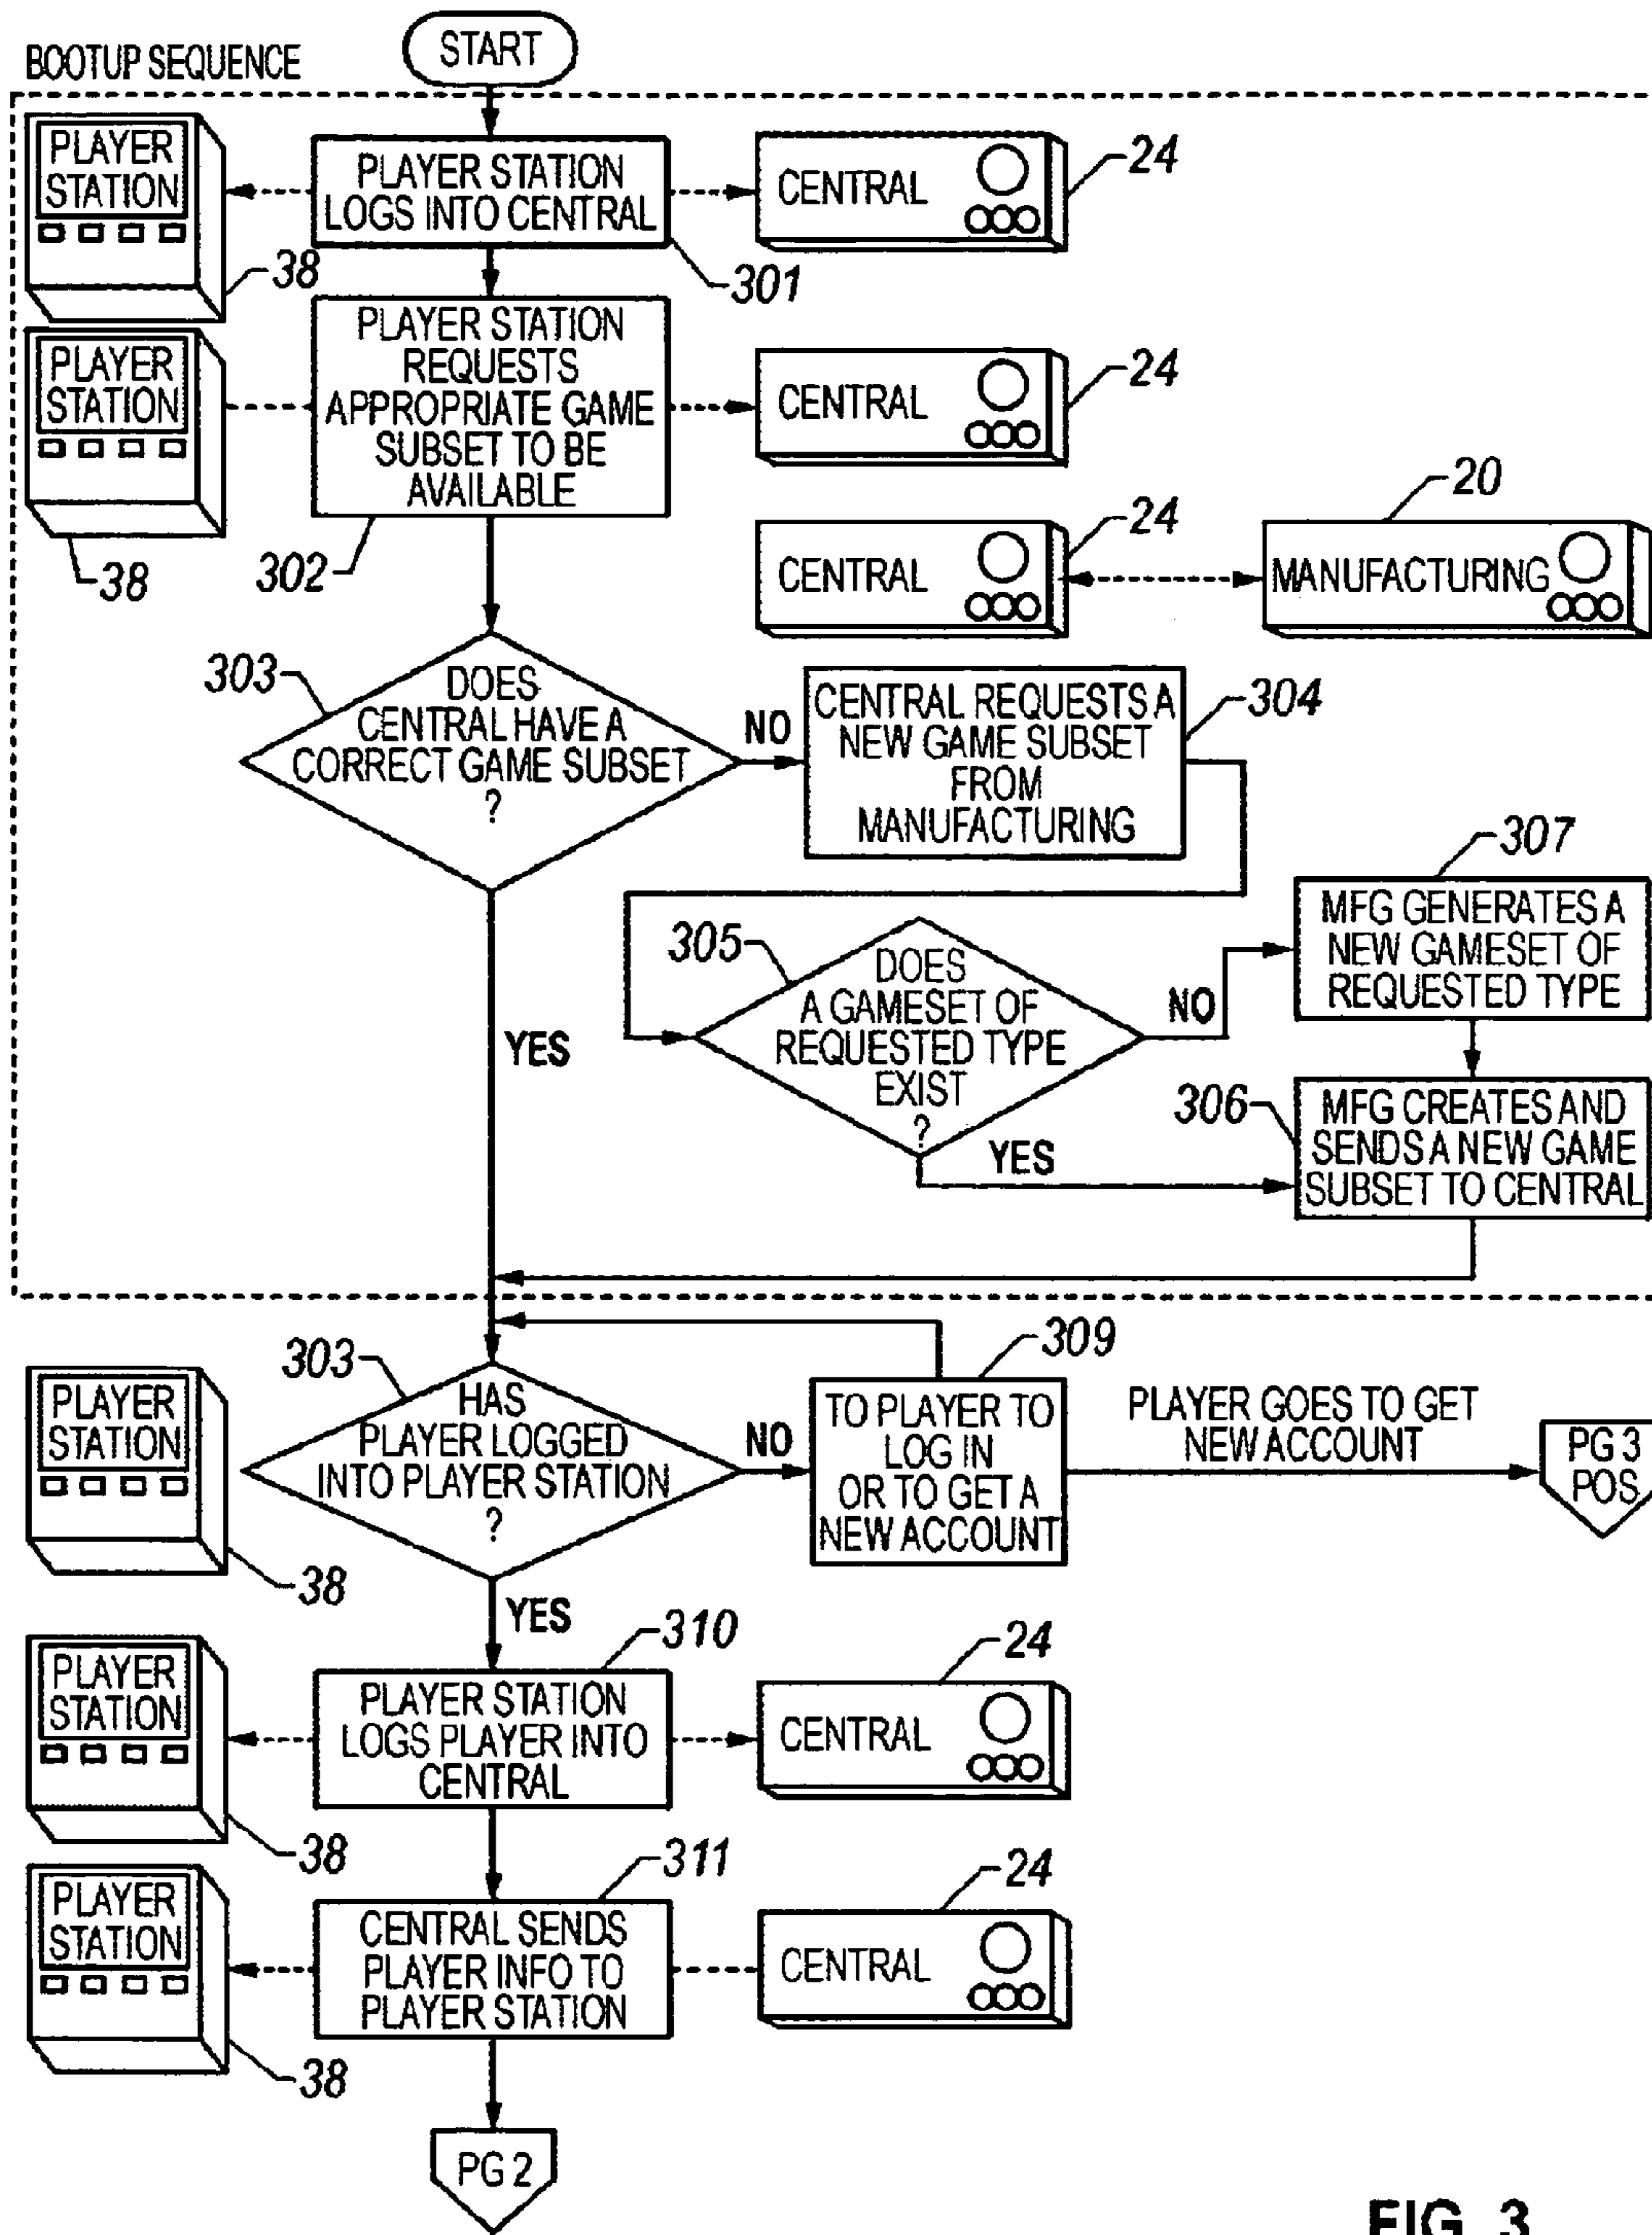 START
BOOTUP SEQUENCE
PLAYER
STATION
38
PLAYER STATION
LOGS INTO CENTRAL
301
CENTRAL
24
PLAYER
STATION
38
PLAYER STATION
REQUESTS
APPROPRIATE GAME
SUBSET TO BE
AVAILABLE
302
CENTRAL
24
CENTRAL
24
MANUFACTURING
20
303
DOES
CENTRAL HAVE A
CORRECT GAME SUBSET
?
NO
CENTRAL REQUESTS A
NEW GAME SUBSET
FROM
MANUFACTURING
304
305
DOES
A GAMESET OF
REQUESTED TYPE
EXIST
?
NO
307
MFG GENERATES A
NEW GAMESET OF
REQUESTED TYPE
YES
YES
306
MFG CREATES AND
SENDS A NEW GAME
SUBSET TO CENTRAL
PLAYER
STATION
38
303
HAS
PLAYER LOGGED
INTO PLAYER STATION
?
NO
309
TO PLAYER TO
LOG IN
OR TO GET A
NEW ACCOUNT
PLAYER GOES TO GET
NEW ACCOUNT
PG 3
POS
YES
PLAYER
STATION
38
310
PLAYER STATION
LOGS PLAYER INTO
CENTRAL
CENTRAL
24
PLAYER
STATION
38
311
CENTRAL SENDS
PLAYER INFO TO
PLAYER STATION
CENTRAL
24
PG 2
FIG. 3